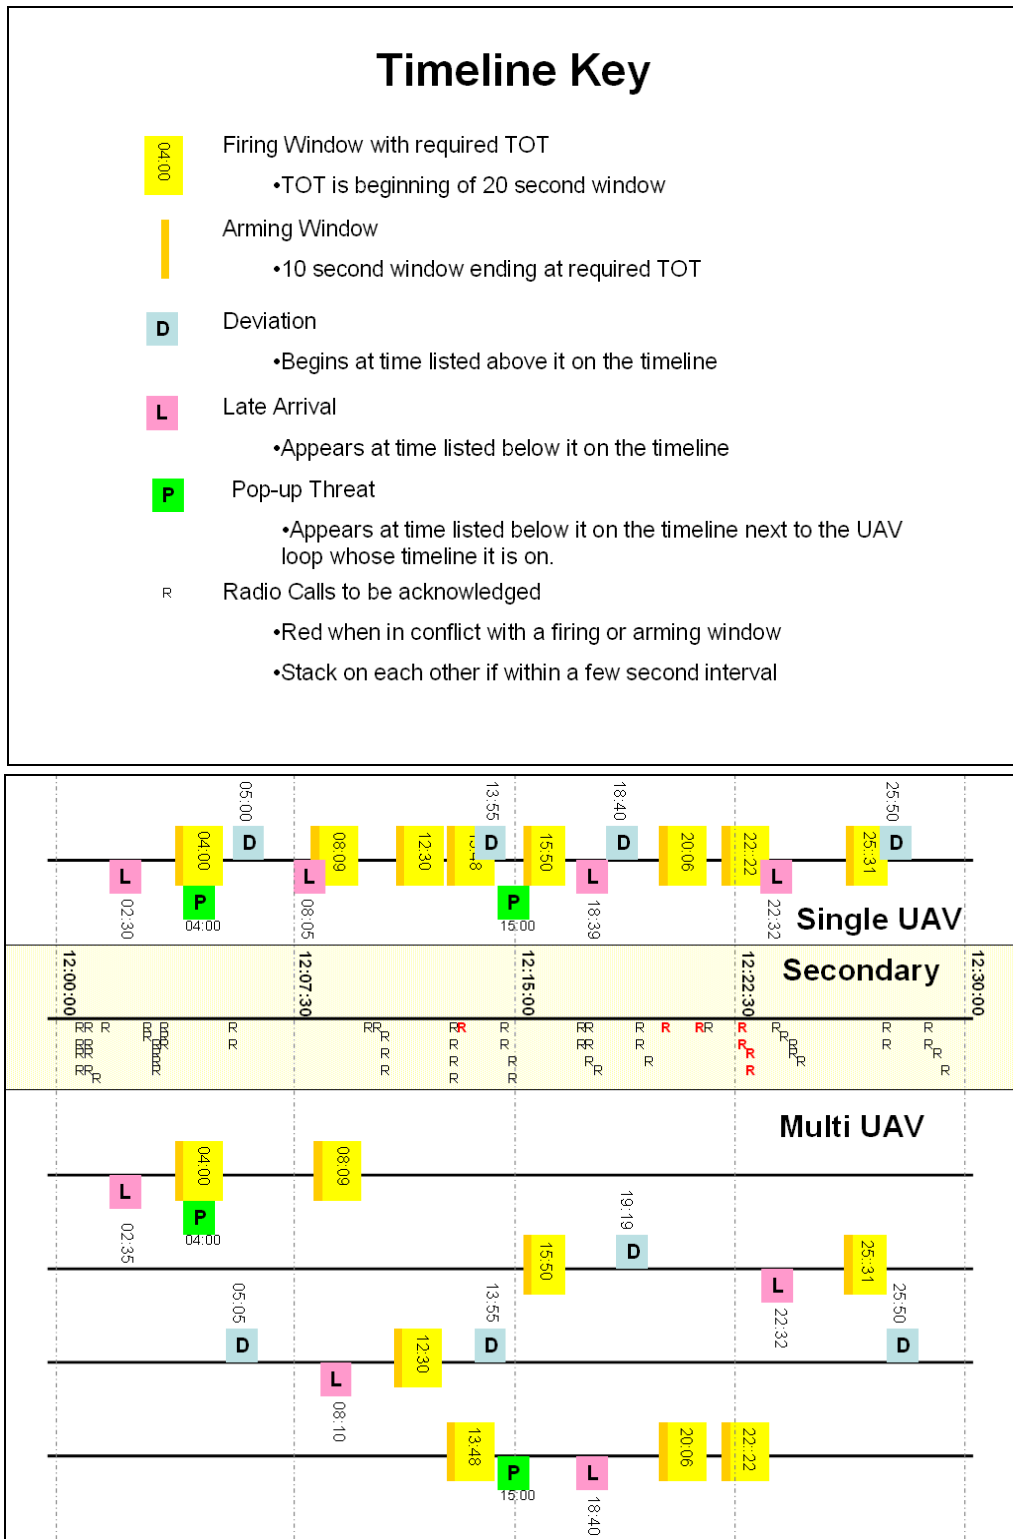 Timeline Key
04:00
Firing Window with required TOT
•TOT is beginning of 20 second window
Arming Window
•10 second window ending at required TOT
D
Deviation
•Begins at time listed above it on the timeline
L
Late Arrival
•Appears at time listed below it on the timeline
P
Pop-up Threat
•Appears at time listed below it on the timeline next to the UAV
loop whose timeline it is on.
R
Radio Calls to be acknowledged
•Red when in conflict with a firing or arming window
•Stack on each other if within a few second interval
05:00 13:55 18:40 25:50
04:00 D 08:09 12:30 D 15:50 D 20:06 22::22 25::31 D
L P L P L L
02:30 04:00 08:05 15:00 18:39 22:32
Single UAV
12:00:00 12:07:30 12:15:00 12:22:30 12:30:00
Secondary
R R R R R R R R R R R R R R R R R R R R R R
Multi UAV
04:00 08:09
L P
02:35 04:00
19:19
15:50 D 25::31
L
22:32
05:05 13:55 25:50
D 12:30 D D
L
08:10
13:48 20:06 22::22
P L
15:00 18:40